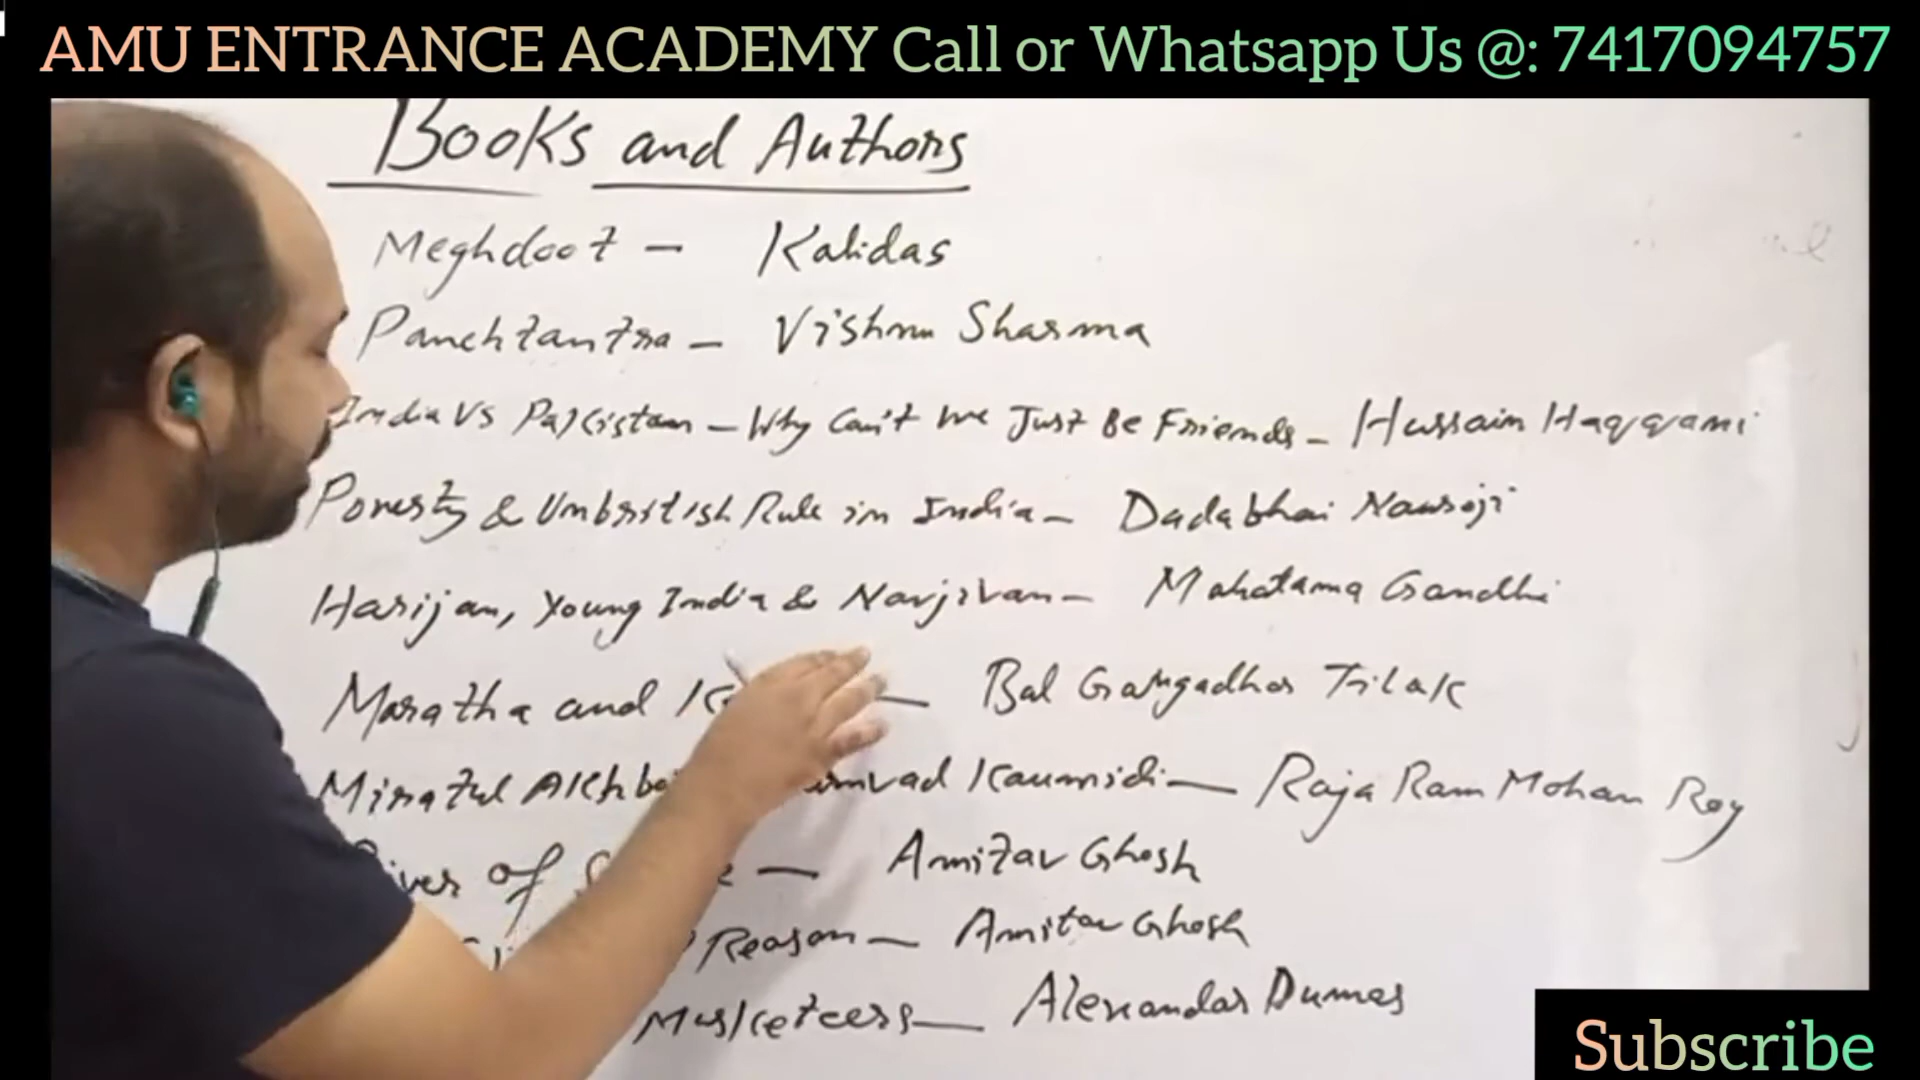 AMU ENTRANCE ACADEMY Call or Whatsapp Us @: 7417094757
Books and Authors
Meghdoot - Kalidas
Panchtantra - Vishnu Sharma
India Vs Pakistan - Why Can't We Just Be Friends - Hussain Haqqani
Poverty & Unbritish Rule in India - Dadabhai Naroji
Harijan, Young India & Navjivan - Mahatama Gandhi
Maratha and - Bal Gangadhar Tilak
Miratul Kaumidi - Raja Ram Mohan Roy
of - Amitav Ghosh
Reason - Amitav Ghosh
Musketeers - Alexandar Dumas
Subscribe